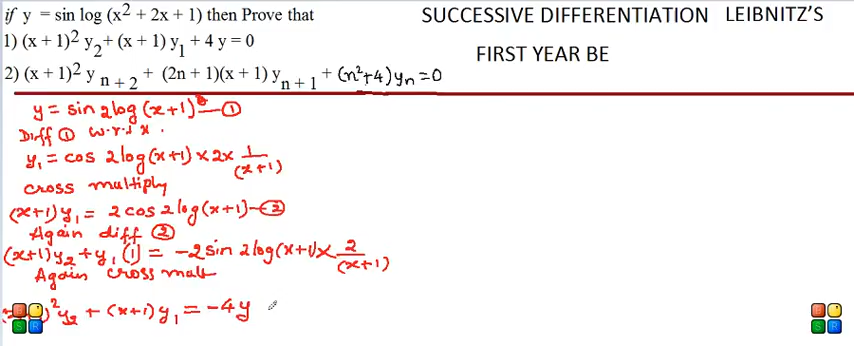 if y = sin log (x² + 2x + 1) then Prove that
SUCCESSIVE DIFFERENTIATION LEIBNITZ'S
1) (x + 1)² y₂ + (x + 1) y₁ + 4 y = 0
FIRST YEAR BE
2) (x + 1)² y n + 2 + (2n + 1)(x + 1) y n + 1 + (n²+4) yn = 0
y = sin 2log (x+1) — ①
Diff ① w.r.t x.
y₁ = cos 2log(x+1) × 2 × 1/(x+1)
cross multiply
(x+1)y₁ = 2 cos 2log(x+1) — ②
Again diff ②
(x+1)y₂ + y₁ (1) = -2 sin 2log(x+1) × 2/(x+1)
Again cross mult
)² y₂ + (x+1) y₁ = -4y
P C S R
P C S R